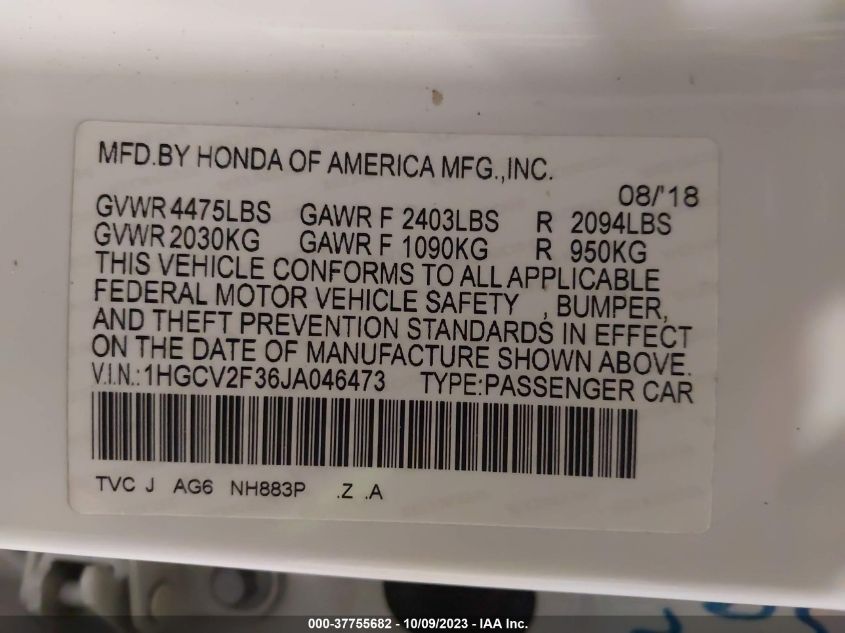 MFD.BY HONDA OF AMERICA MFG.,INC.
08/'18
GVWR 4475LBS GAWR F 2403LBS R 2094LBS
GVWR 2030KG GAWR F 1090KG R 950KG
THIS VEHICLE CONFORMS TO ALL APPLICABLE
FEDERAL MOTOR VEHICLE SAFETY , BUMPER,
AND THEFT PREVENTION STANDARDS IN EFFECT
ON THE DATE OF MANUFACTURE SHOWN ABOVE.
V.I.N.:1HGCV2F36JA046473 TYPE:PASSENGER CAR
TVC J AG6 NH883P .Z .A
000-37755682 - 10/09/2023 - IAA Inc.